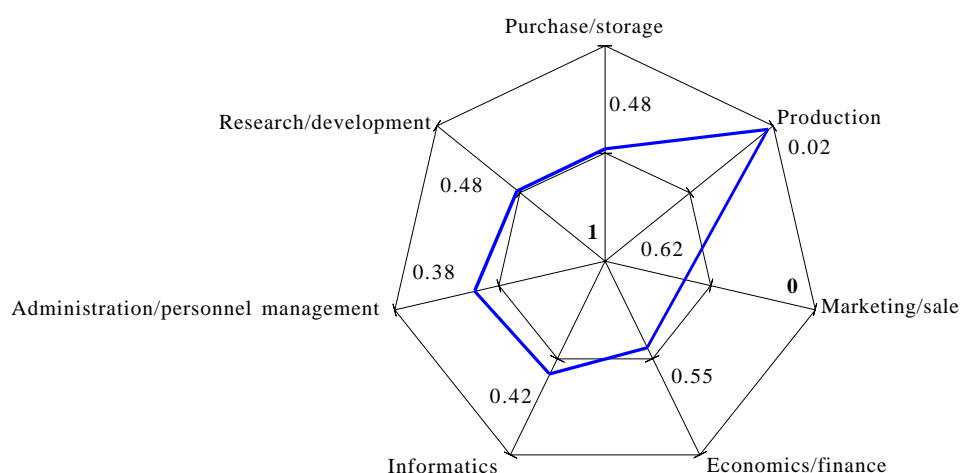 Purchase/storage
0.48
Production
0.02
Research/development
0.48
1
0.62
0.38
0
Administration/personnel management
Marketing/sale
0.55
0.42
Informatics
Economics/finance